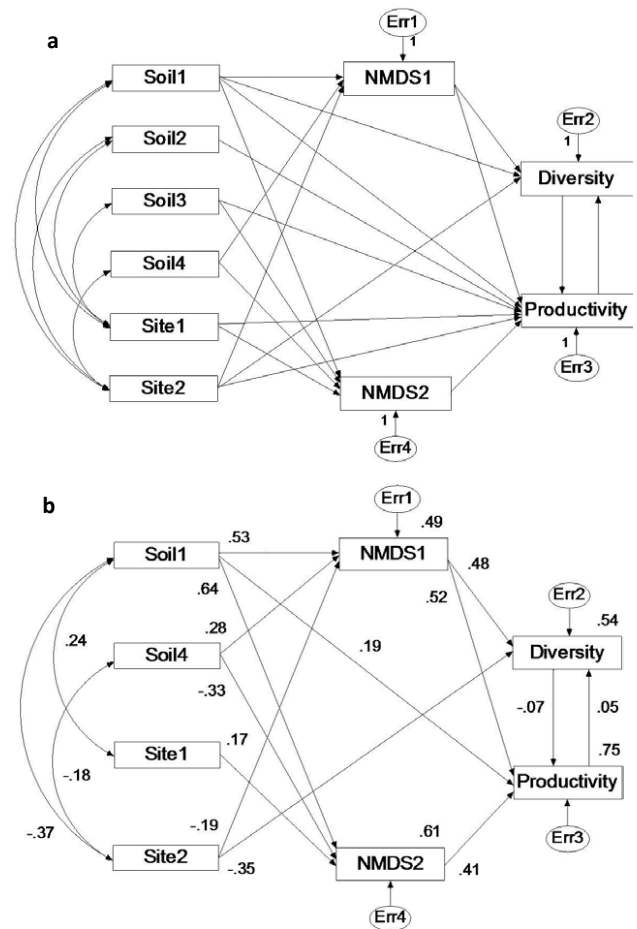 a
Err1
1
Soil1
NMDS1
Soil2
Err2
1
Diversity
Soil3
Soil4
Site1
Productivity
1
Err3
Site2
NMDS2
1
Err4
b
Err1
.49
.53
Soil1
NMDS1
.48
.64
.52
Err2
.54
.24
.28
.19
Soil4
Diversity
-.33
-.07
.05
.17
.75
Site1
-.18
Productivity
-.19
.61
-.37
Site2
-.35
NMDS2
.41
Err3
Err4